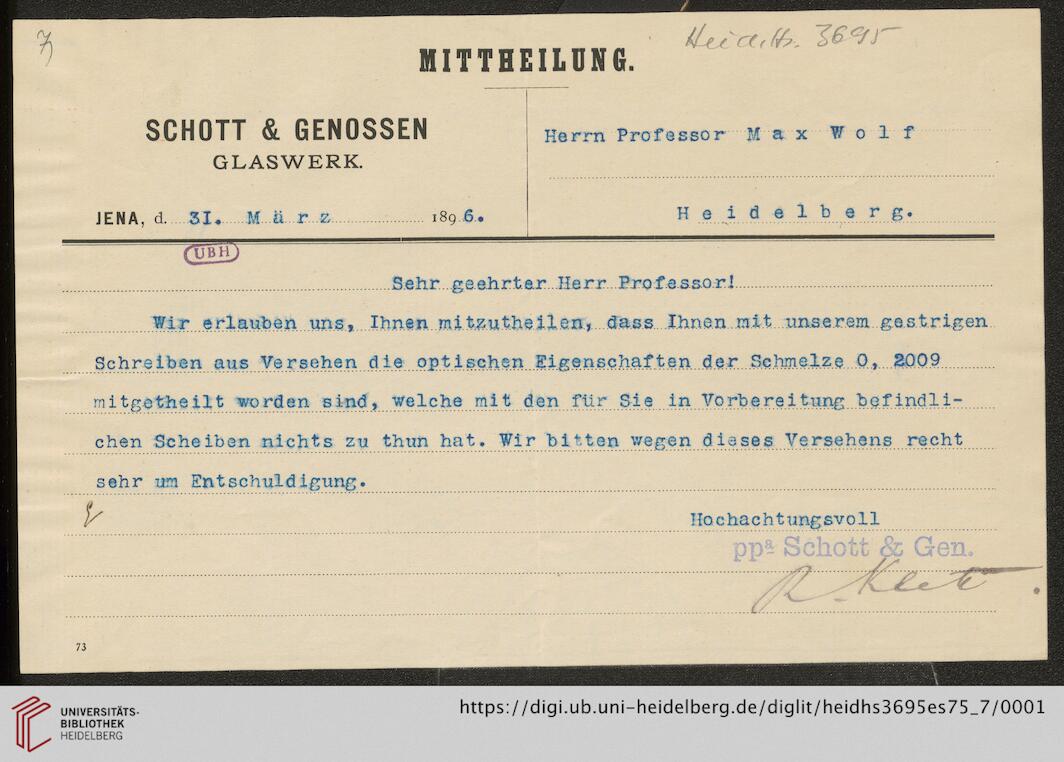 7
Heid. Hs. 3695
MITTHEILUNG.
SCHOTT & GENOSSEN
GLASWERK.
JENA, d. 31. März 1896.
Herrn Professor Max Wolf
Heidelberg.
UBH
Sehr geehrter Herr Professor!
Wir erlauben uns, Ihnen mitzutheilen, dass Ihnen mit unserem gestrigen
Schreiben aus Versehen die optischen Eigenschaften der Schmelze O, 2009
mitgetheilt worden sind, welche mit den für Sie in Vorbereitung befindli-
chen Scheiben nichts zu thun hat. Wir bitten wegen dieses Versehens recht
sehr um Entschuldigung.
Hochachtungsvoll
ppa Schott & Gen.
73
UNIVERSITÄTS-
BIBLIOTHEK
HEIDELBERG
https://digi.ub.uni-heidelberg.de/diglit/heidhs3695es75_7/0001